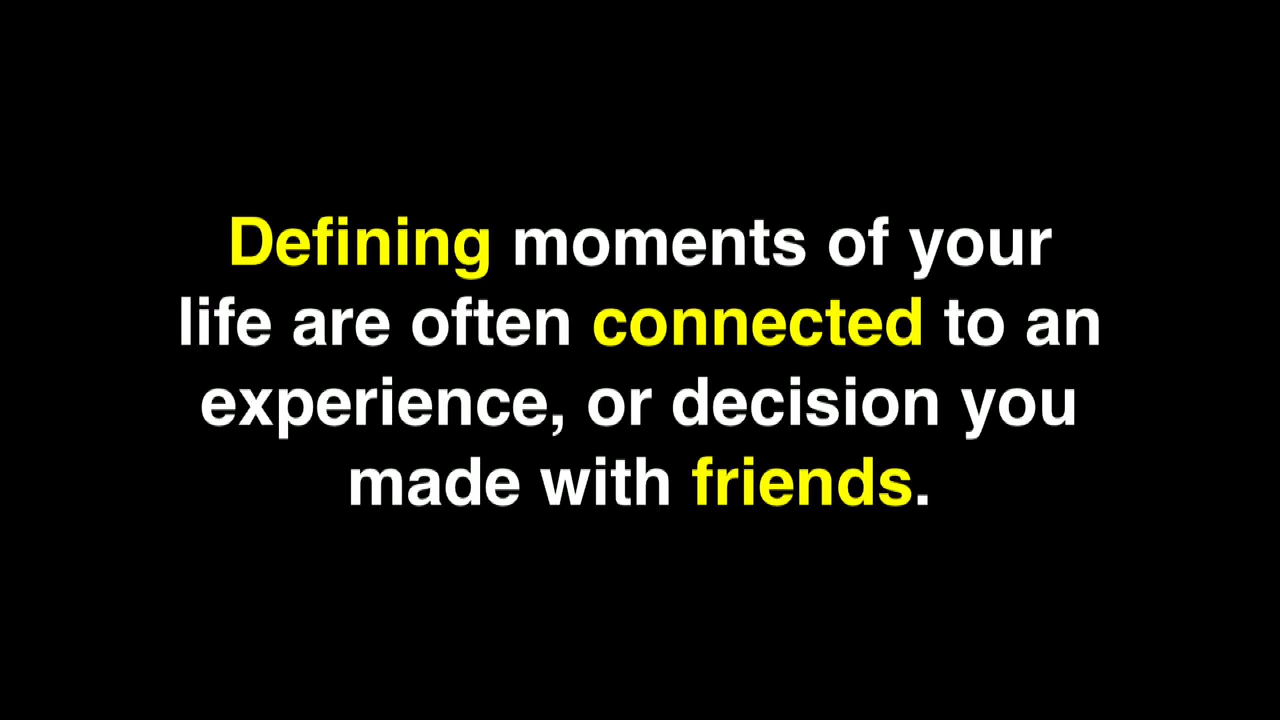 Defining moments of your
life are often connected to an
experience, or decision you
made with friends.